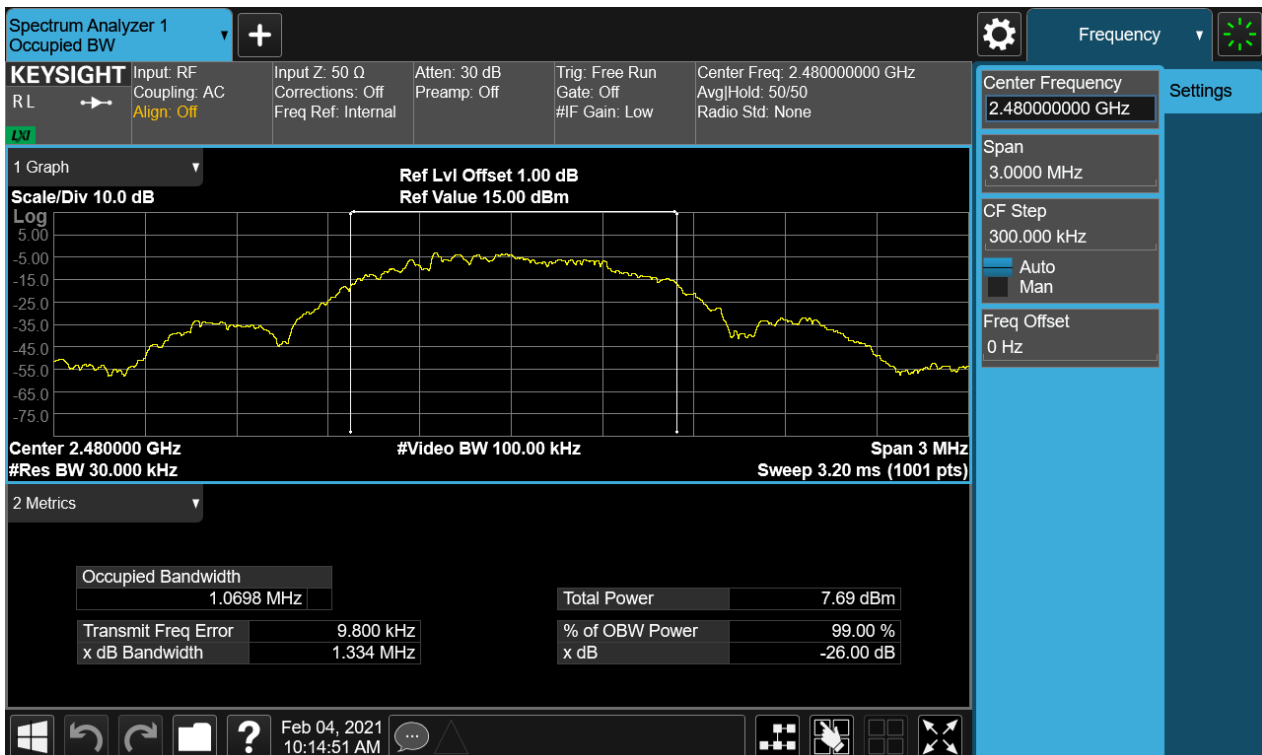 Spectrum Analyzer 1
Occupied BW
+
Frequency
KEYSIGHT
R L
LXI
Input: RF
Coupling: AC
Align: Off
Input Z: 50 Ω
Corrections: Off
Freq Ref: Internal
Atten: 30 dB
Preamp: Off
Trig: Free Run
Gate: Off
#IF Gain: Low
Center Freq: 2.480000000 GHz
Avg|Hold: 50/50
Radio Std: None
Center Frequency
2.480000000 GHz
Settings
Span
3.0000 MHz
CF Step
300.000 kHz
Auto
Man
Freq Offset
0 Hz
1 Graph
Scale/Div 10.0 dB
Ref Lvl Offset 1.00 dB
Ref Value 15.00 dBm
Log
5.00
-5.00
-15.0
-25.0
-35.0
-45.0
-55.0
-65.0
-75.0
Center 2.480000 GHz
#Video BW 100.00 kHz
Span 3 MHz
#Res BW 30.000 kHz
Sweep 3.20 ms (1001 pts)
2 Metrics
Occupied Bandwidth
1.0698 MHz
Total Power 7.69 dBm
Transmit Freq Error 9.800 kHz
% of OBW Power 99.00 %
x dB Bandwidth 1.334 MHz
x dB -26.00 dB
?
Feb 04, 2021
10:14:51 AM